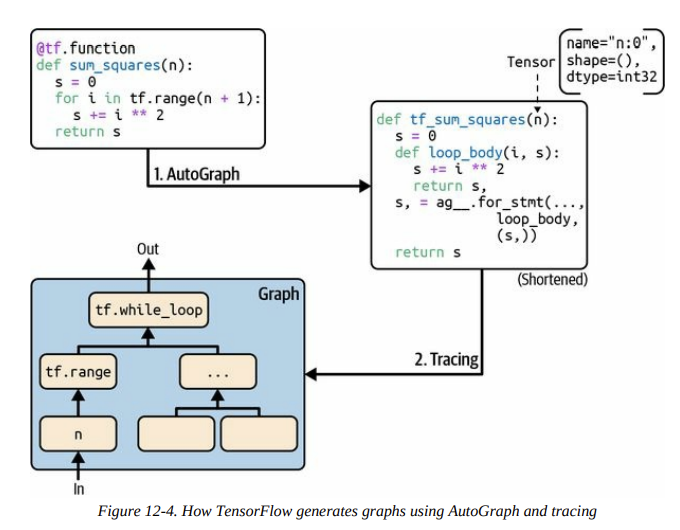 @tf.function
def sum_squares(n):
  s = 0
  for i in tf.range(n + 1):
    s += i ** 2
  return s
Tensor
name="n:0",
shape=(),
dtype=int32
def tf_sum_squares(n):
  s = 0
  def loop_body(i, s):
    s += i ** 2
    return s,
  s, = ag__.for_stmt(...,
          loop_body,
          (s,))
  return s
(Shortened)
1. AutoGraph
2. Tracing
Out
Graph
tf.while_loop
tf.range
...
n
In
Figure 12-4. How TensorFlow generates graphs using AutoGraph and tracing